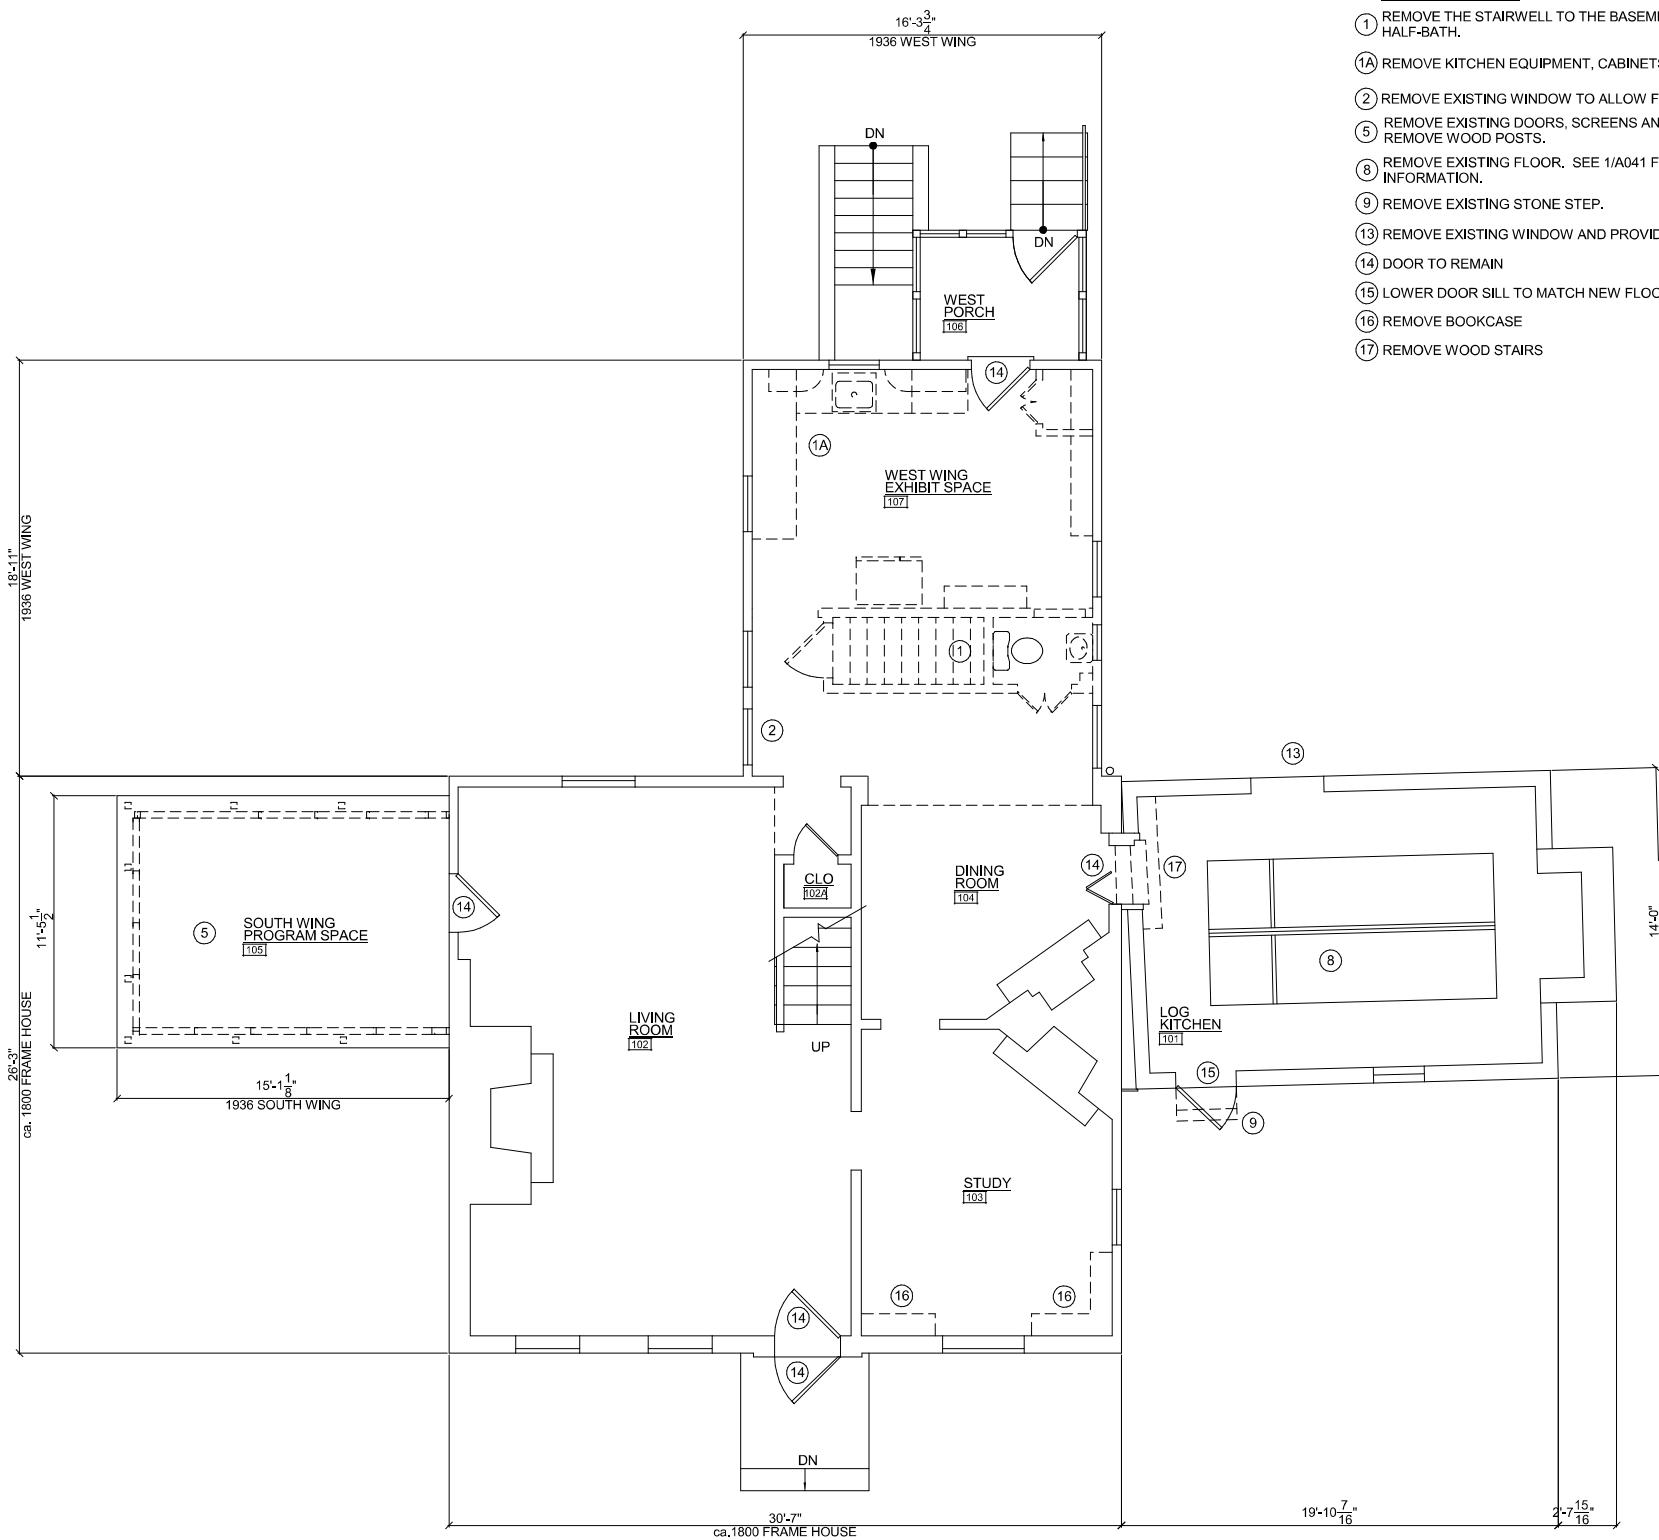 16'-3 3/4"
1936 WEST WING
1 REMOVE THE STAIRWELL TO THE
HALF-BATH.
1A REMOVE KITCHEN EQUIPMENT,
2 REMOVE EXISTING WINDOW TO ALLOW
5 REMOVE EXISTING DOORS, SCREENS
REMOVE WOOD POSTS.
8 REMOVE EXISTING FLOOR. SEE 1/A041
INFORMATION.
9 REMOVE EXISTING STONE STEP.
13 REMOVE EXISTING WINDOW AND
14 DOOR TO REMAIN
15 LOWER DOOR SILL TO MATCH NEW
16 REMOVE BOOKCASE
17 REMOVE WOOD STAIRS
DN
DN
WEST
PORCH
106
14
1A
WEST WING
EXHIBIT SPACE
107
18'-11"
1936 WEST WING
1
2
13
14
17
CLO
102A
DINING
ROOM
104
14
5
SOUTH WING
PROGRAM SPACE
105
11'-5 1/2"
14'-0"
8
LOG
KITCHEN
101
LIVING
ROOM
102
UP
26'-3"
ca. 1800 FRAME HOUSE
15'-1 1/8"
1936 SOUTH WING
15
9
STUDY
103
16
16
14
14
DN
30'-7"
ca.1800 FRAME HOUSE
19'-10 7/16"
2'-7 15/16"